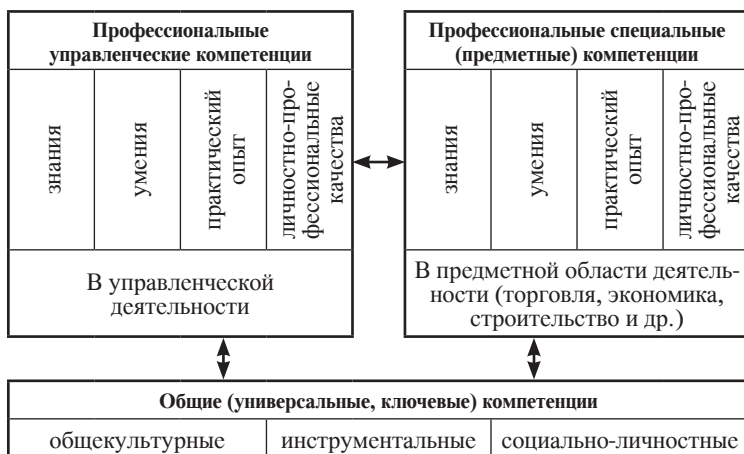 Профессиональные
управленческие компетенции
знания
умения
практический
опыт
личностно-про-
фессиональные
качества
В управленческой
деятельности
Профессиональные специальные
(предметные) компетенции
знания
умения
практический
опыт
личностно-про-
фессиональные
качества
В предметной области деятель-
ности (торговля, экономика,
строительство и др.)
Общие (универсальные, ключевые) компетенции
общекультурные
инструментальные
социально-личностные